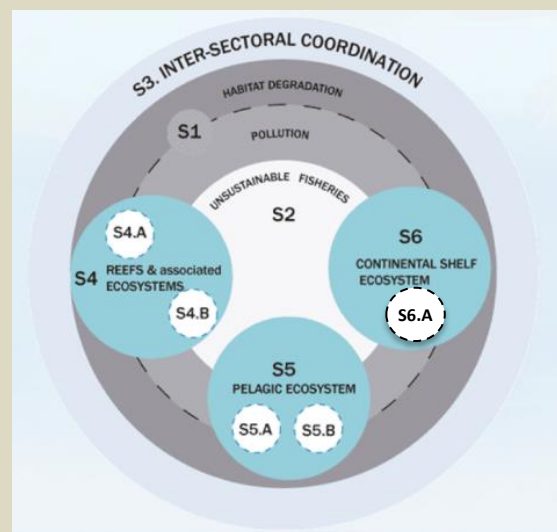 S3. INTER-SECTORAL COORDINATION
HABITAT DEGRADATION
S1
POLLUTION
UNSUSTAINABLE FISHERIES
S2
S4.A
S4
REEFS & associated
ECOSYSTEMS
S4.B
S6
CONTINENTAL SHELF
ECOSYSTEM
S6.A
S5
PELAGIC ECOSYSTEM
S5.A
S5.B